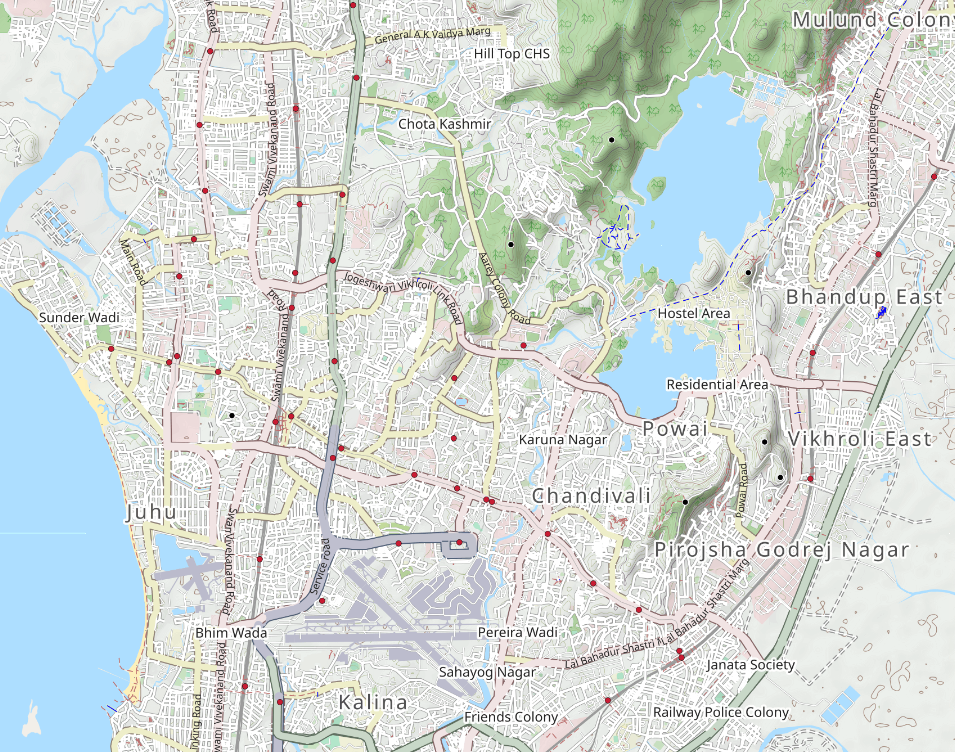 Mulund Colony
General A.K Vaidya Marg
Hill Top CHS
Chota Kashmir
Lal Bahadur Shastri Marg
Swami Vivekanand Road
Main Road
Aarey Colony Road
Jogeshwari Vikhroli Link Road
Bhandup East
Hostel Area
Sunder Wadi
Road
Swami Vivekanand Road
Residential Area
Powai
Karuna Nagar
Vikhroli East
Powai Road
Chandivali
Juhu
Pirojsha Godrej Nagar
Service road
Lal Bahadur Shastri Marg
Bhim Wada
Pereira Wadi
Sahayog Nagar
Janata Society
Kalina
Friends Colony
Railway Police Colony